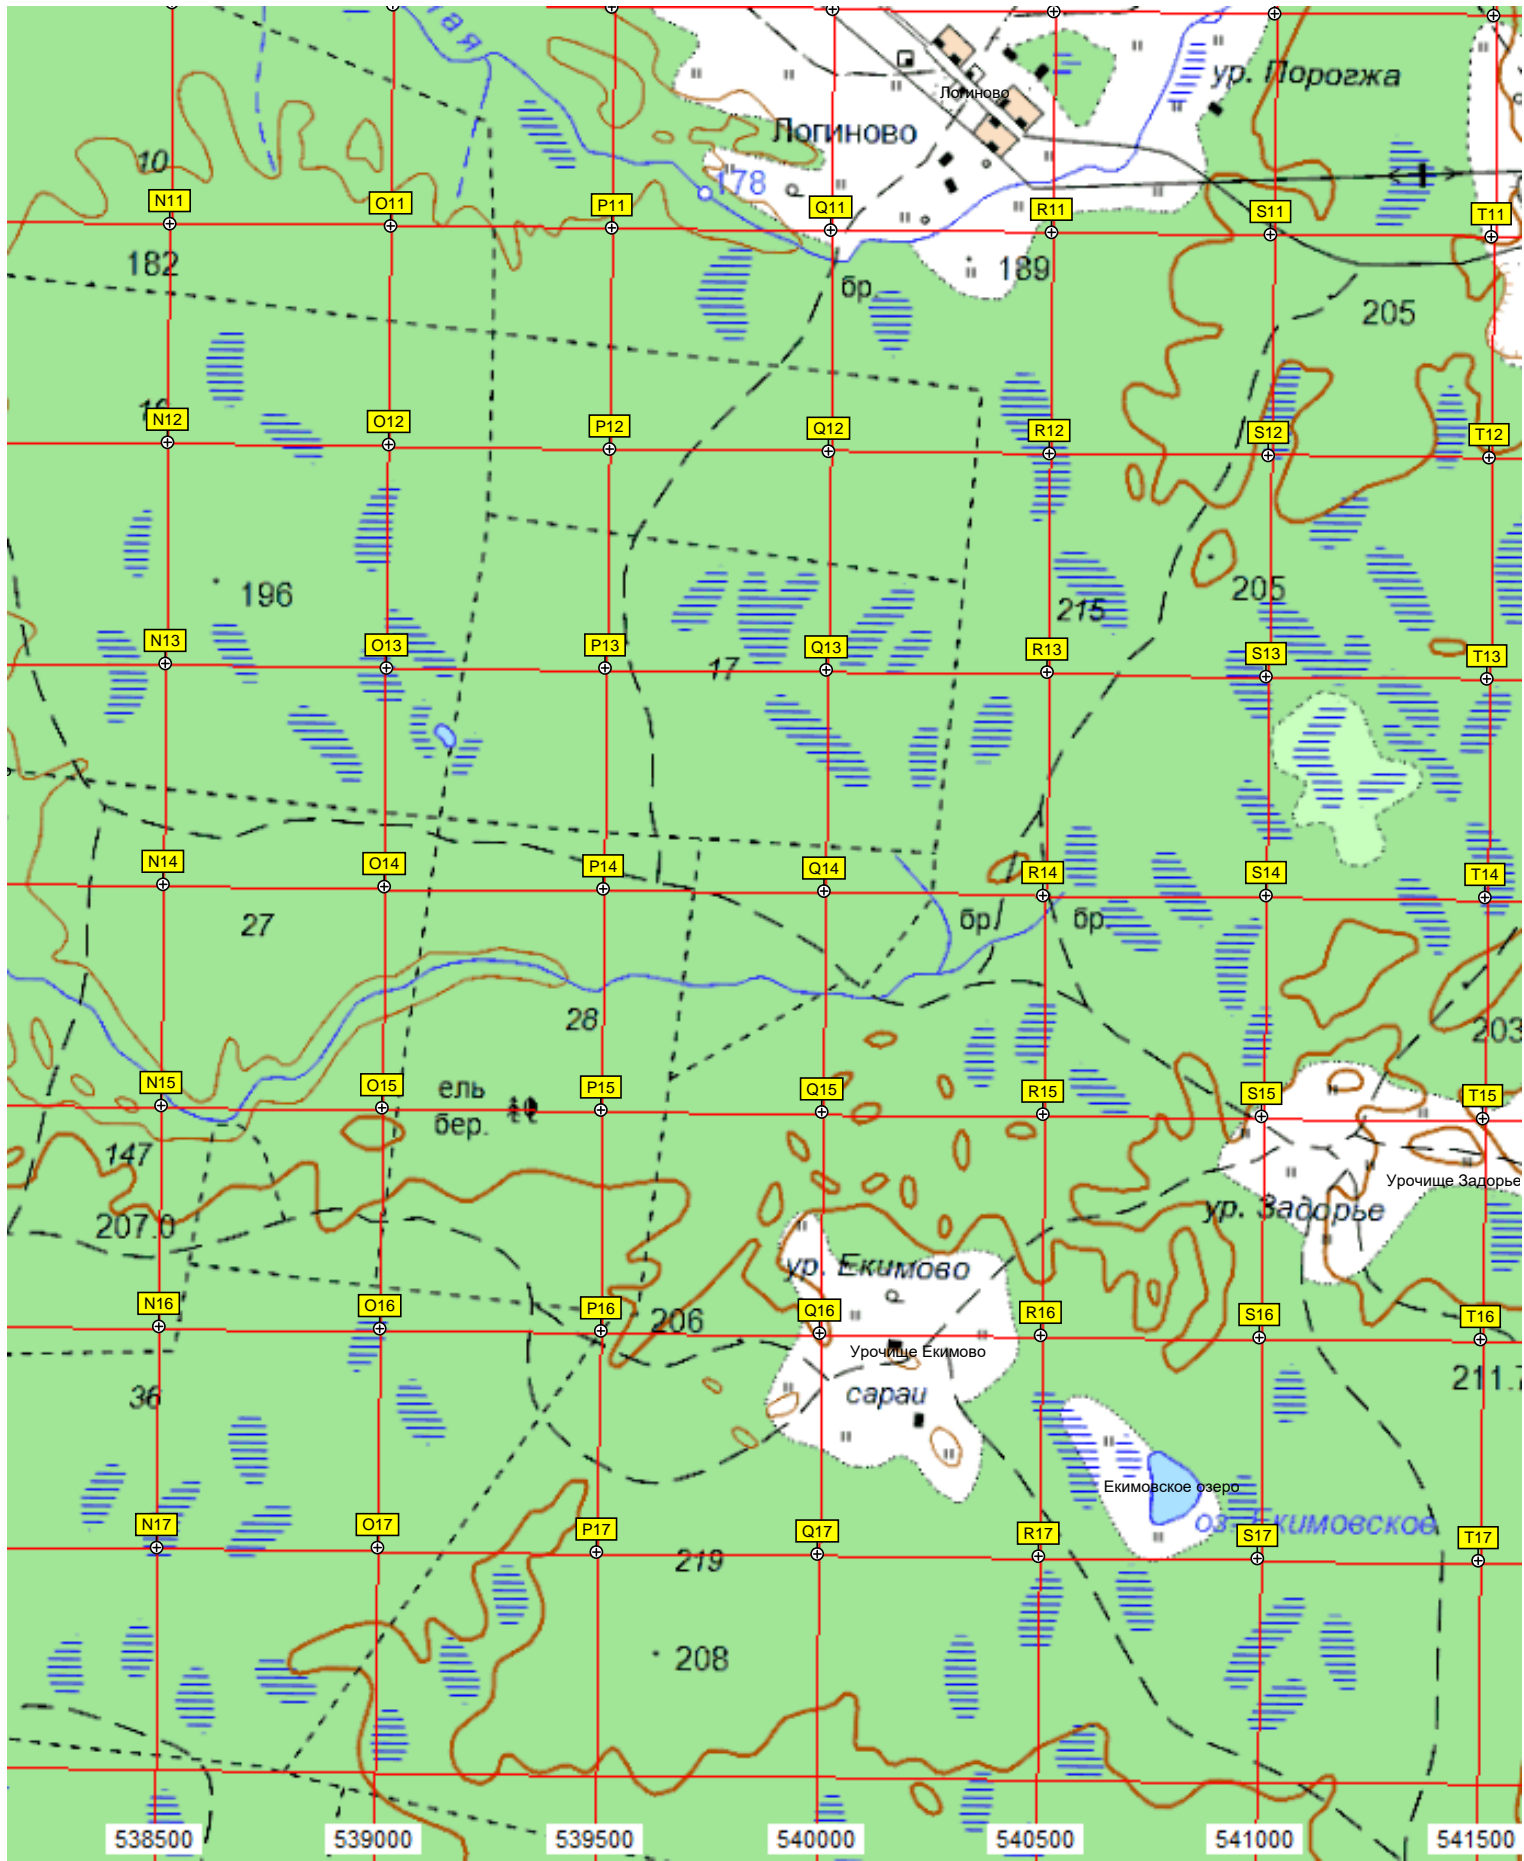 ная
ур. Порогжа
Логиново
Логиново
178
10
N11
O11
P11
Q11
R11
S11
T11
182
189
бр.
205
N12
O12
P12
Q12
R12
S12
T12
196
205
215
N13
O13
P13
Q13
R13
S13
T13
17
N14
O14
P14
Q14
R14
S14
T14
27
бр.
бр.
28
203
N15
O15
P15
Q15
R15
S15
T15
ель
бер.
147
Урочище Задорье
ур. Задорье
207.0
ур. Екимово
N16
O16
P16
Q16
R16
S16
T16
206
Урочище Екимово
36
сараи
211.7
Екимовское озеро
оз. Екимовское
N17
O17
P17
Q17
R17
S17
T17
219
208
538500
539000
539500
540000
540500
541000
541500